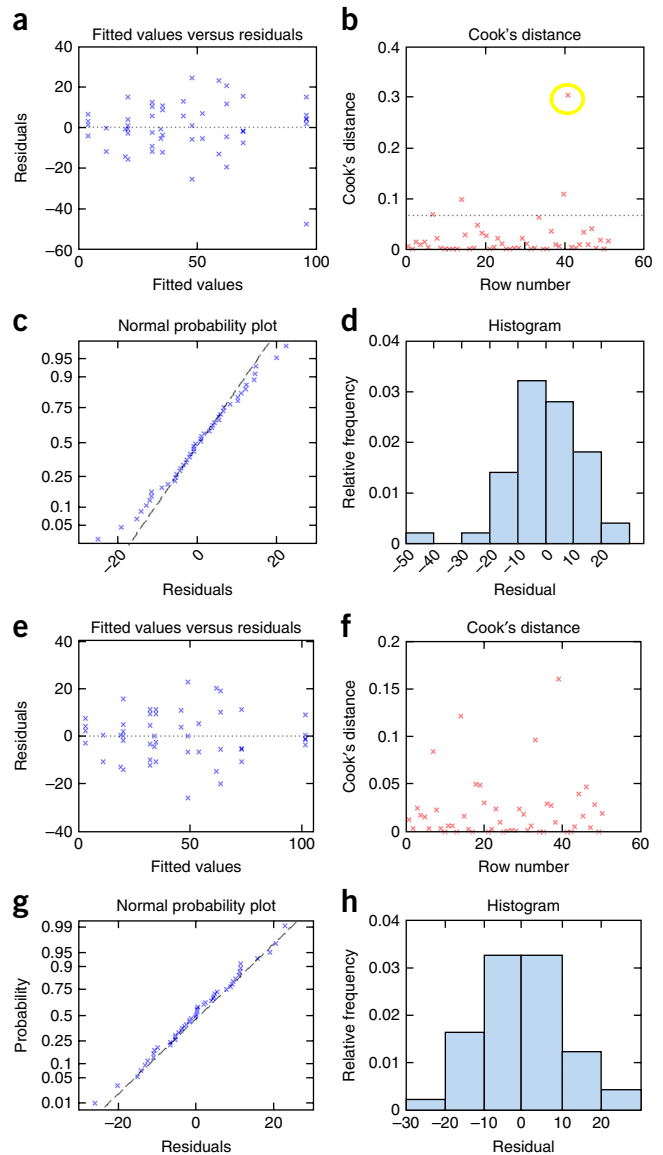 a
Fitted values versus residuals
40
20
0
–20
–40
–60
0
50
100
Residuals
Fitted values
b
Cook's distance
0.4
0.3
0.2
0.1
0
0
20
40
60
Cook's distance
Row number
c
Normal probability plot
0.95
0.9
0.75
0.5
0.25
0.1
0.05
–20
0
20
Residuals
d
Histogram
0.04
0.03
0.02
0.01
0
–50
–40
–30
–20
–10
0
10
20
Relative frequency
Residual
e
Fitted values versus residuals
40
20
0
–20
–40
0
50
100
Residuals
Fitted values
f
Cook's distance
0.2
0.15
0.1
0.05
0
0
20
40
60
Cook's distance
Row number
g
Normal probability plot
0.99
0.95
0.9
0.75
0.5
0.25
0.1
0.05
0.01
–20
0
20
Probability
Residuals
h
Histogram
0.04
0.03
0.02
0.01
0
–30
–20
–10
0
10
20
Relative frequency
Residual